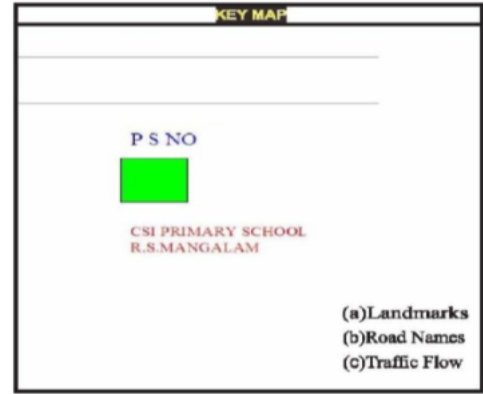 KEY MAP
P S NO
CSI PRIMARY SCHOOL
R.S.MANGALAM
(a)Landmarks
(b)Road Names
(c)Traffic Flow